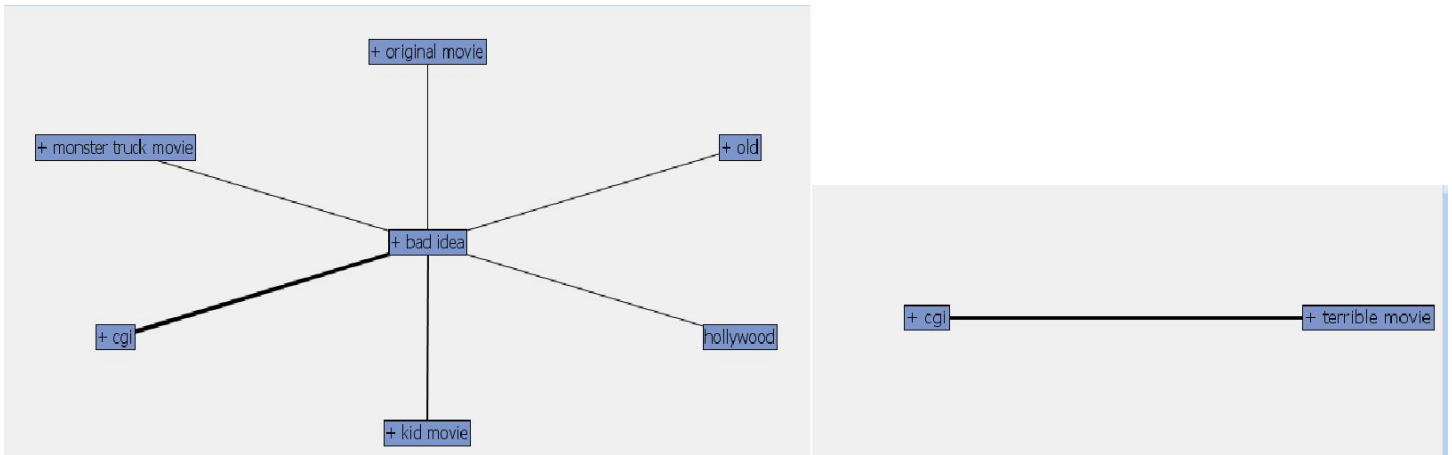 + original movie
+ monster truck movie
+ old
+ bad idea
+ cgi
hollywood
+ kid movie
+ cgi
+ terrible movie